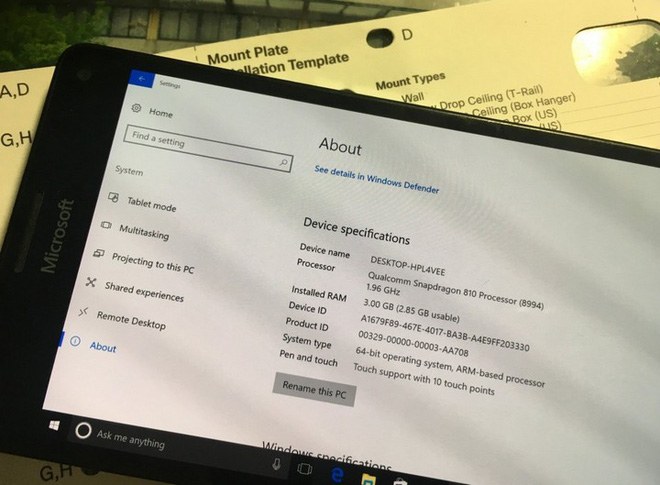 Mount Plate
llation Template
D
Mount Types
Wall
Drop Ceiling (T-Rail)
Ceiling (Box Hanger)
Box (US)
(US)
A,D
G,H
Microsoft
Settings
Home
Find a setting
System
Tablet mode
Multitasking
Projecting to this PC
Shared experiences
Remote Desktop
About
About
See details in Windows Defender
Device specifications
Device name DESKTOP-HPL4VEE
Processor Qualcomm Snapdragon 810 Processor (8994)
1.96 GHz
Installed RAM 3.00 GB (2.85 GB usable)
Device ID A1679F89-467E-4017-BA3B-A4E9FF203330
Product ID 00329-00000-00003-AA708
System type 64-bit operating system, ARM-based processor
Pen and touch Touch support with 10 touch points
Rename this PC
Windows specifications
Ask me anything
G,H